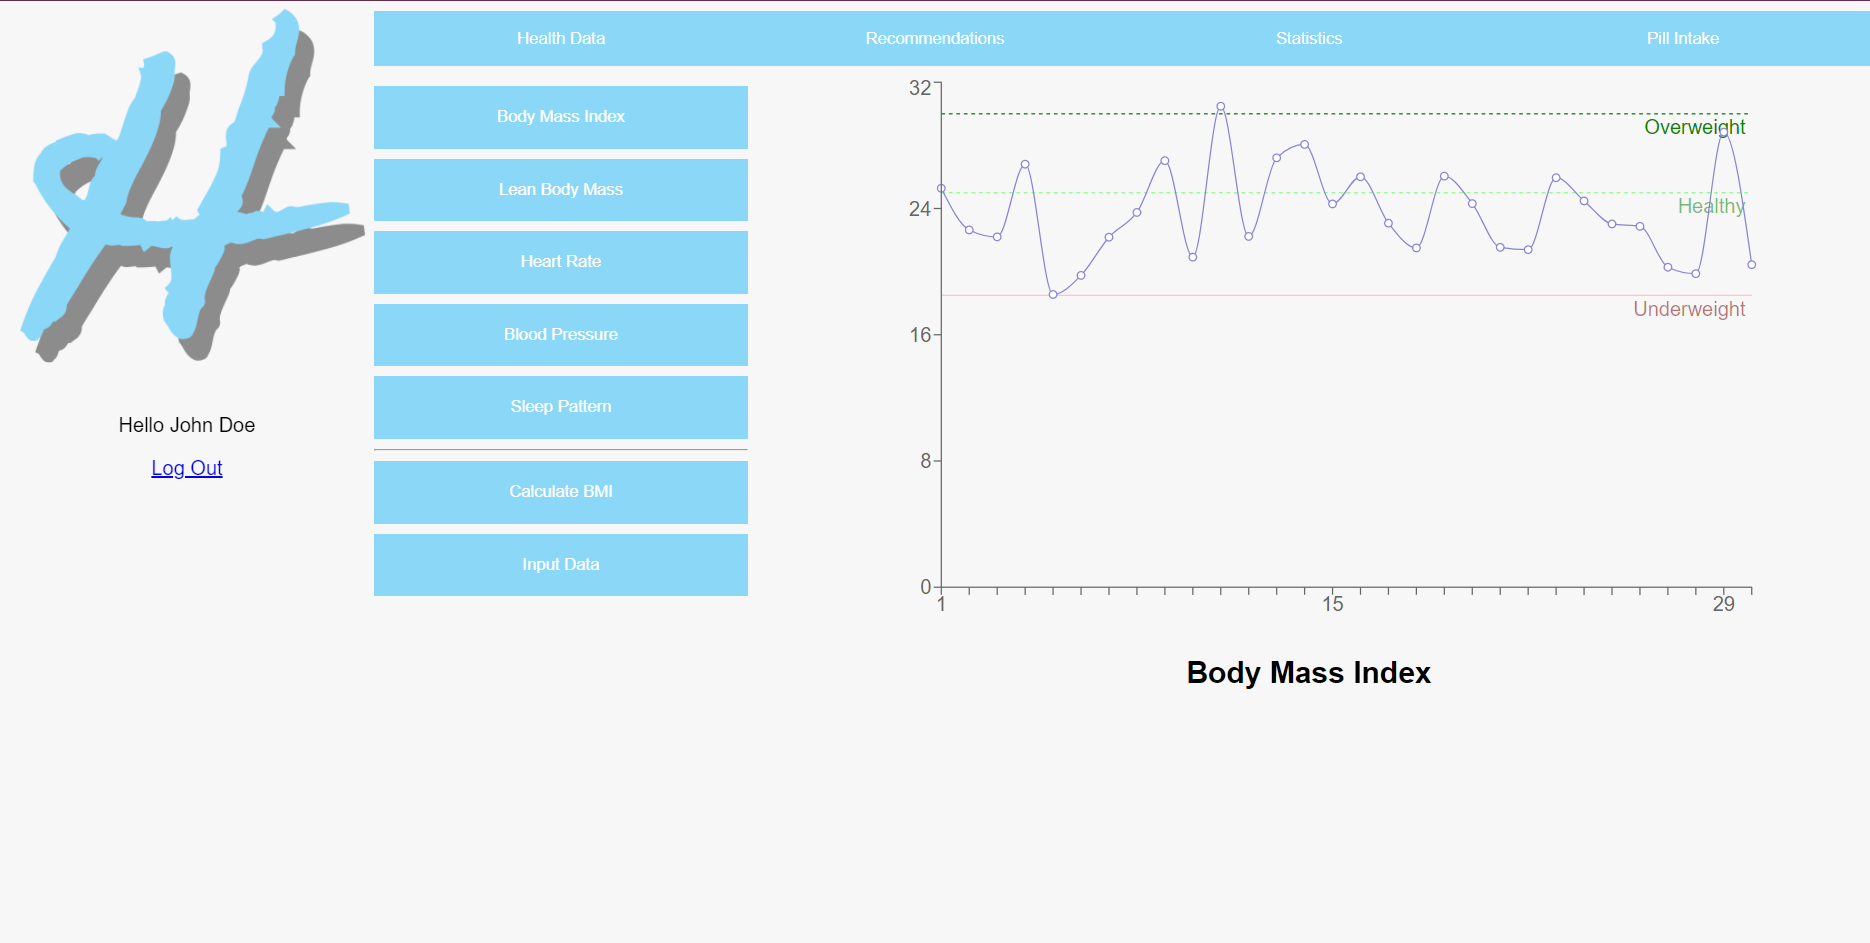 Health Data
Recommendations
Statistics
Pill Intake
Hello John Doe
Log Out
Body Mass Index
Lean Body Mass
Heart Rate
Blood Pressure
Sleep Pattern
Calculate BMI
Input Data
32
24
16
8
0
1
15
29
Overweight
Healthy
Underweight
Body Mass Index